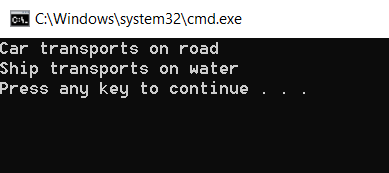 C:\Windows\system32\cmd.exe
Car transports on road
Ship transports on water
Press any key to continue . . .